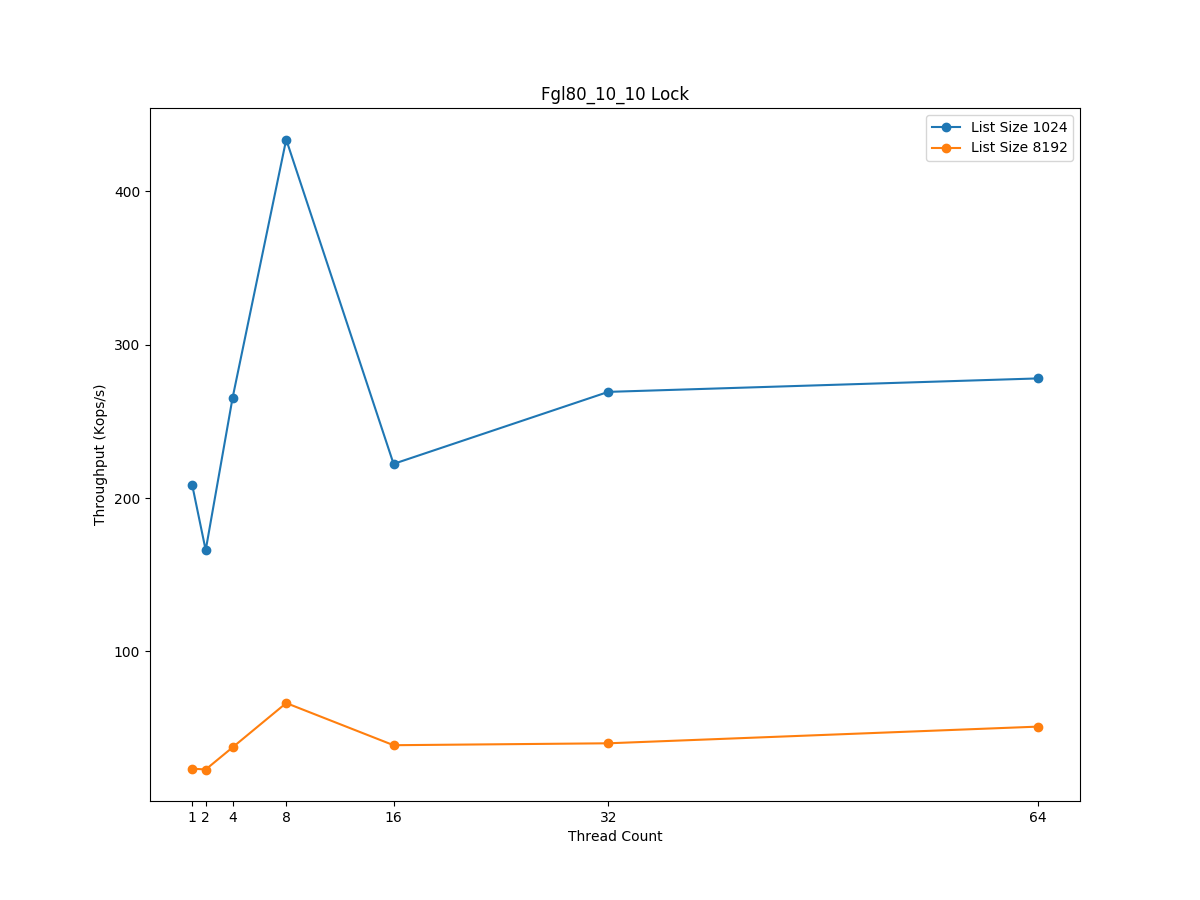 Fgl80_10_10 Lock
List Size 1024
List Size 8192
400
300
200
100
Throughput (Kops/s)
1 2 4 8 16 32 64
Thread Count